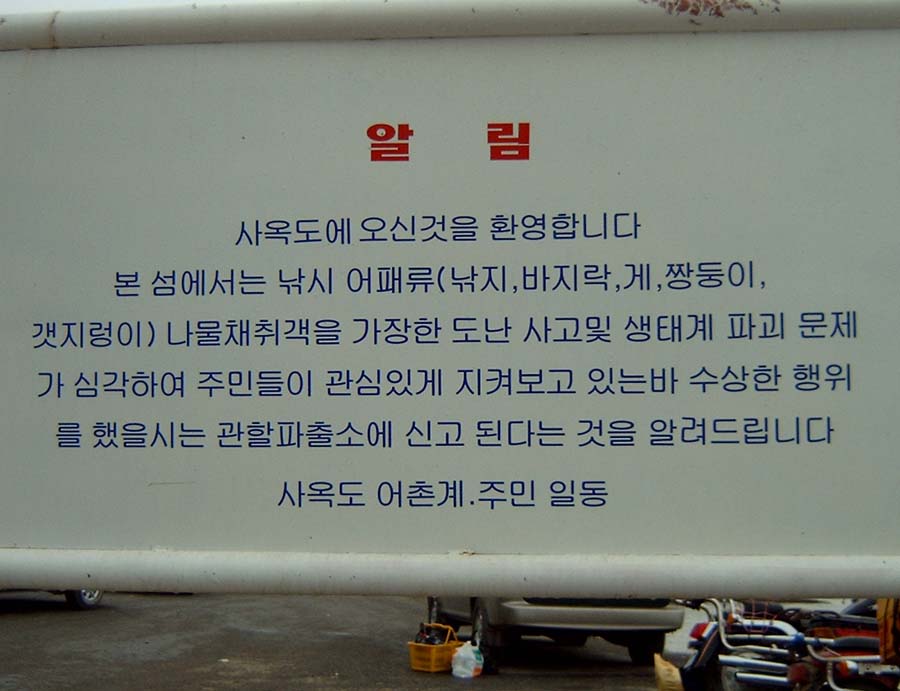 알 림
사옥도에 오신것을 환영합니다
본 섬에서는 낚시 어패류(낚지,바지락,게,짱둥이,
갯지렁이) 나물채취객을 가장한 도난 사고및 생태계 파괴 문제
가 심각하여 주민들이 관심있게 지켜보고 있는바 수상한 행위
를 했을시는 관할파출소에 신고 된다는 것을 알려드립니다
사옥도 어촌계.주민 일동